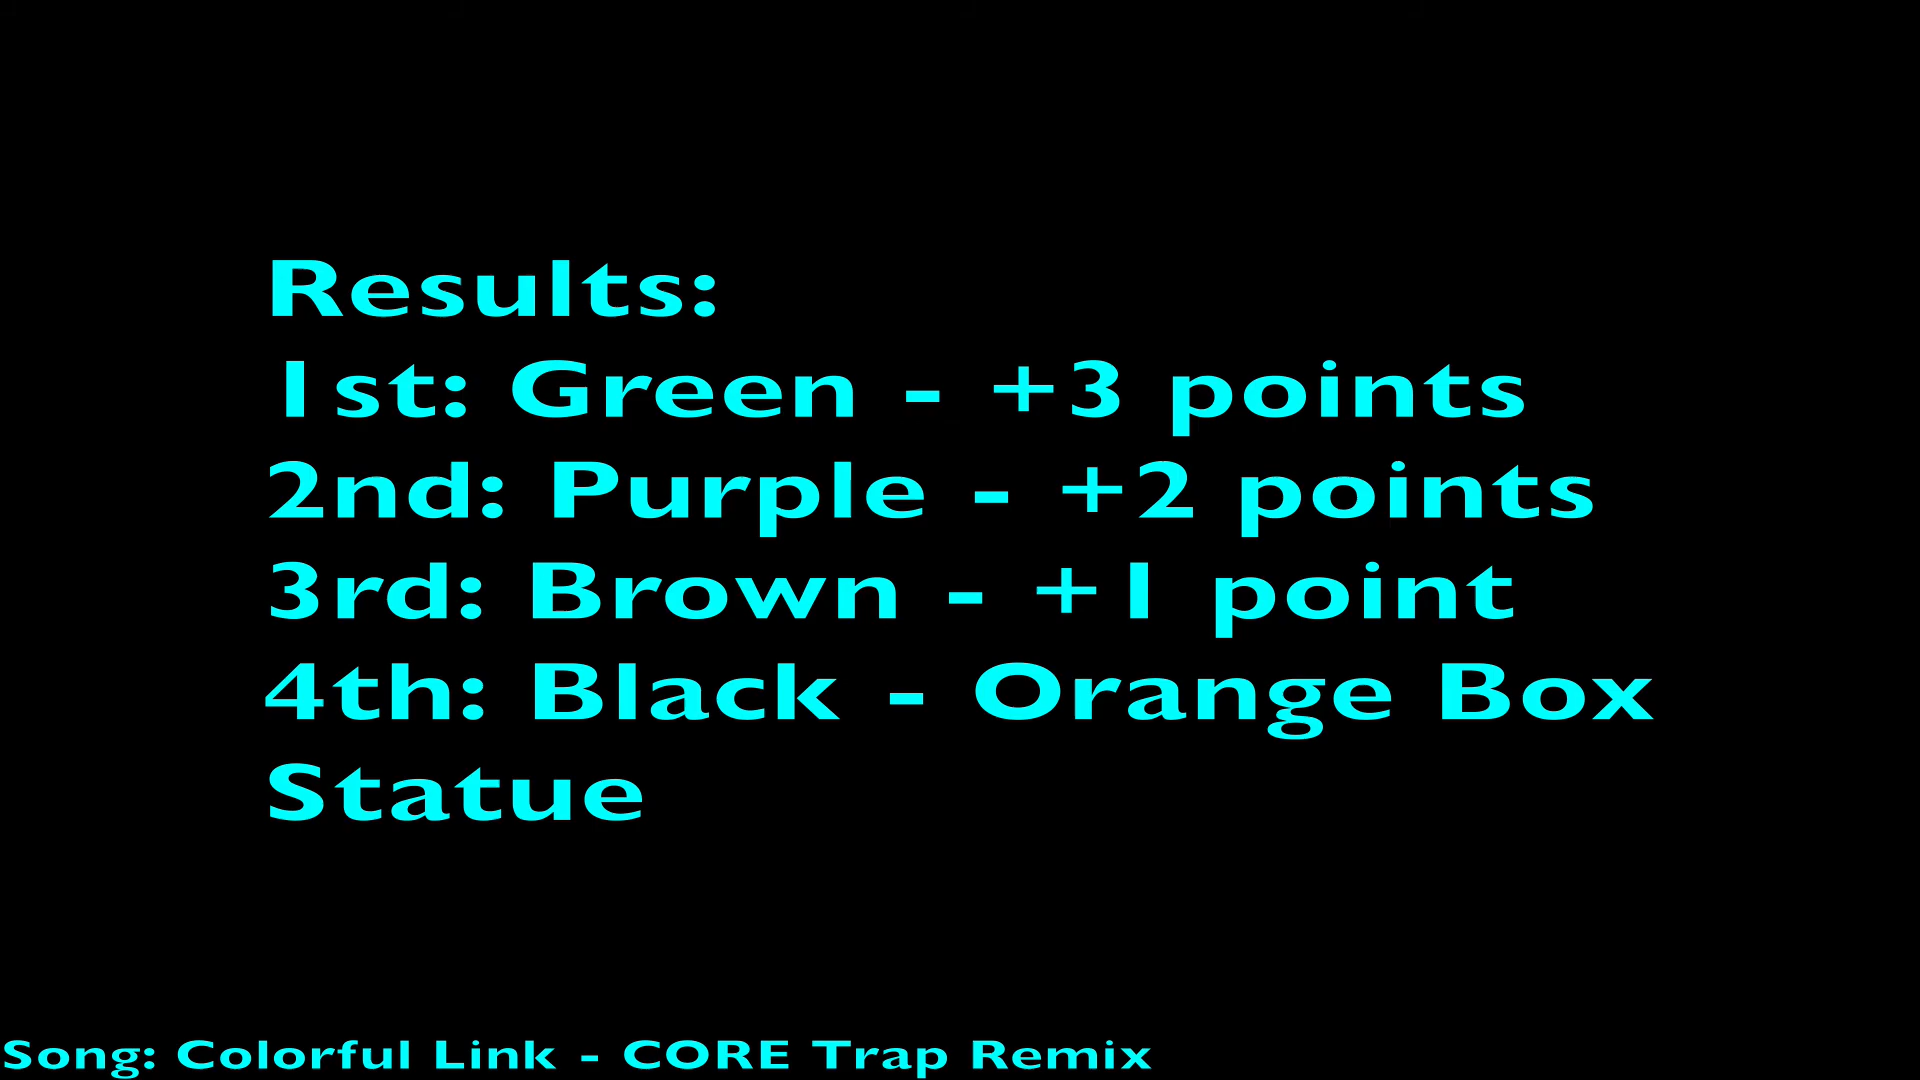 Results:
1st: Green - +3 points
2nd: Purple - +2 points
3rd: Brown - +1 point
4th: Black - Orange Box
Statue
Song: Colorful Link - CORE Trap Remix